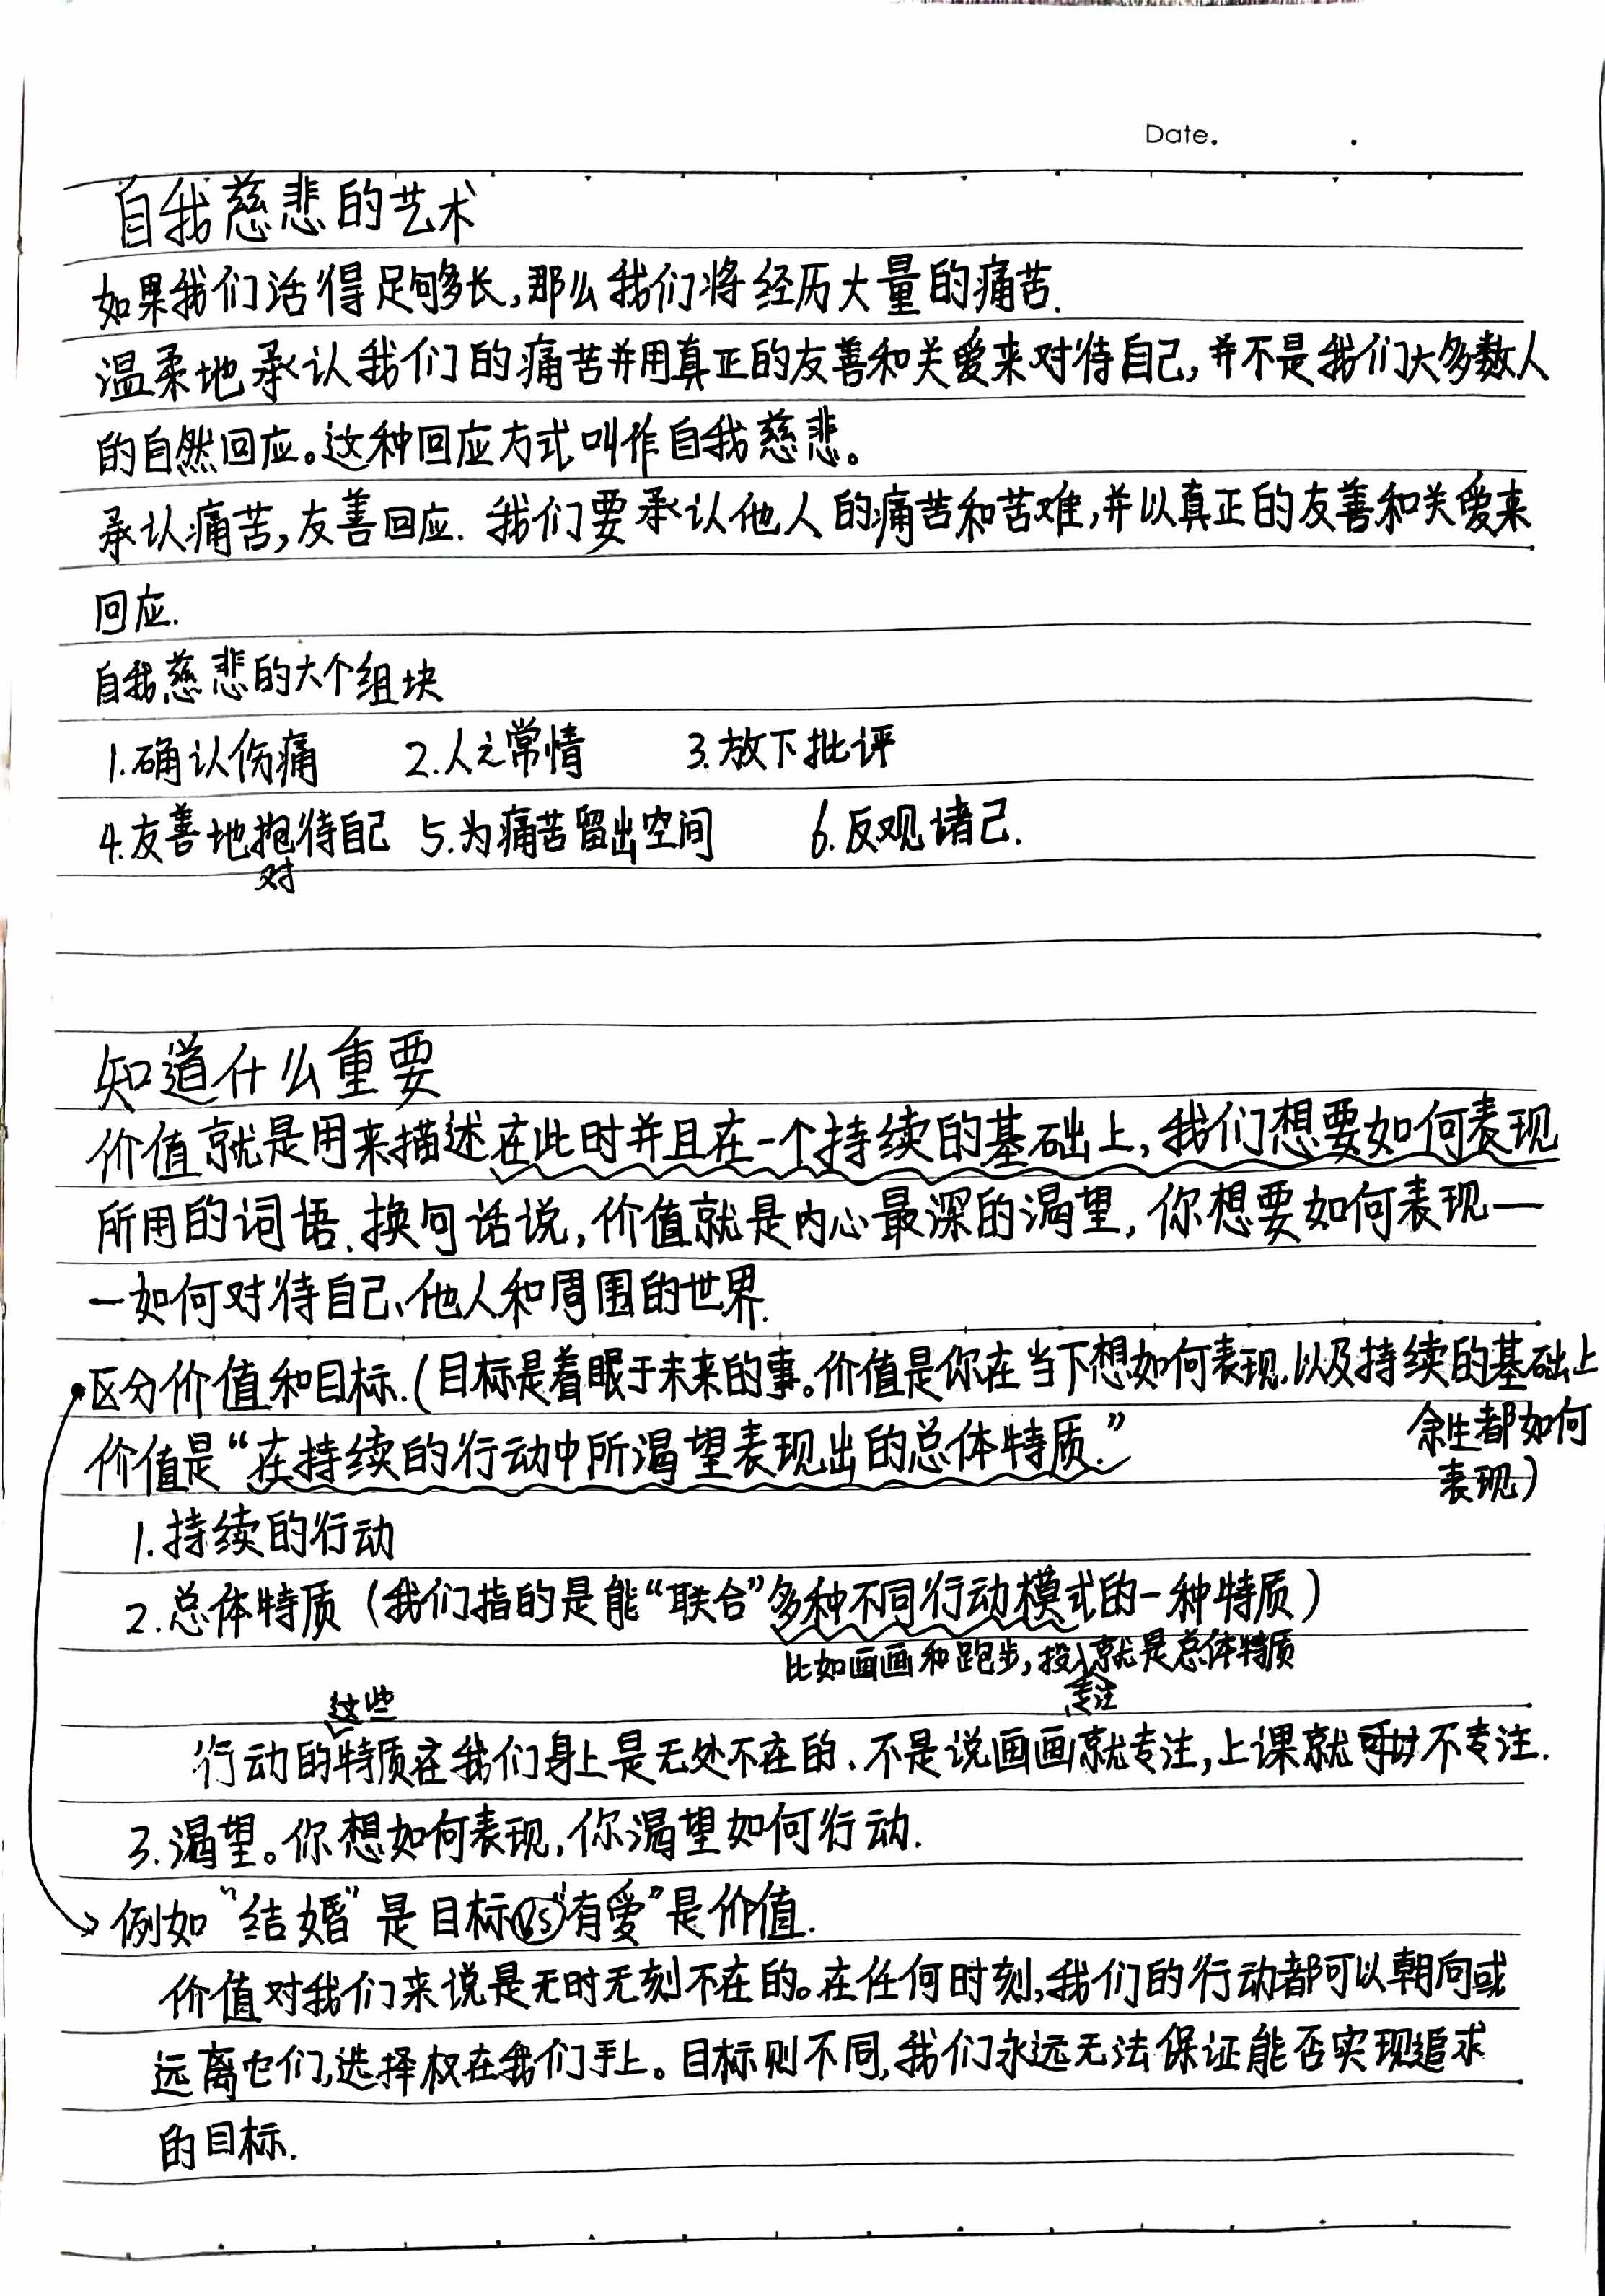 Date.
自我慈悲的艺术
如果我们活得足够长,那么我们将经历大量的痛苦.
温柔地承认我们的痛苦并用真正的友善和关爱来对待自己,并不是我们大多数人
的自然回应。这种回应方式叫作自我慈悲。
承认痛苦,友善回应. 我们要承认他人的痛苦和苦难,并以真正的友善和关爱来
回应.
自我慈悲的大个组块
1.确认伤痛 2.人之常情 3.放下批评
4.友善地抱待自己 5.为痛苦留出空间 6.反观诸己.
对
知道什么重要
价值就是用来描述在此时并且在一个持续的基础上,我们想要如何表现
所用的词语.换句话说,价值就是内心最深的渴望,你想要如何表现—
—如何对待自己、他人和周围的世界.
区分价值和目标.(目标是着眼于未来的事。价值是你在当下想如何表现.以及持续的基础上
余生都如何
表现)
价值是“在持续的行动中所渴望表现出的总体特质.”
1.持续的行动
2.总体特质(我们指的是能“联合”多种不同行动模式的一种特质)
比如画画和跑步,投入就是总体特质
专注
这些
行动的特质在我们身上是无处不在的、不是说画画就专注,上课就可以不专注.
3.渴望。你想如何表现,你渴望如何行动.
例如“结婚”是目标VS“有爱”是价值.
价值对我们来说是无时无刻不在的。在任何时刻,我们的行动都可以朝向或
远离它们,选择权在我们手上。目标则不同,我们永远无法保证能否实现追求
的目标.